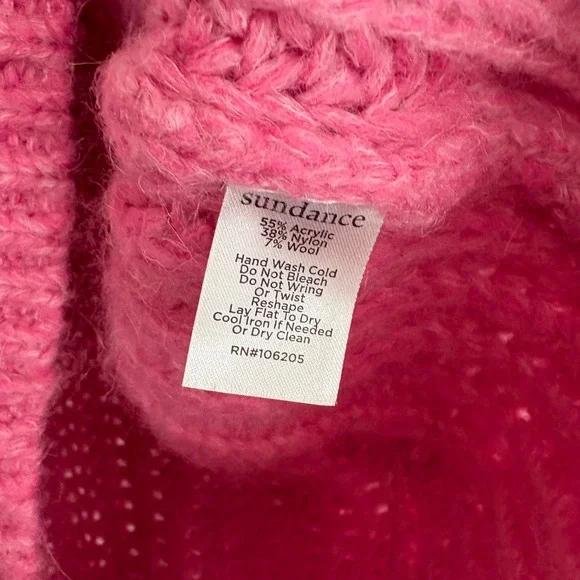 sundance
55% Acrylic
38% Nylon
7% Wool
Hand Wash Cold
Do Not Bleach
Do Not Wring
Or Twist
Reshape
Lay Flat To Dry
Cool Iron if Needed
Or Dry Clean
RN#106205